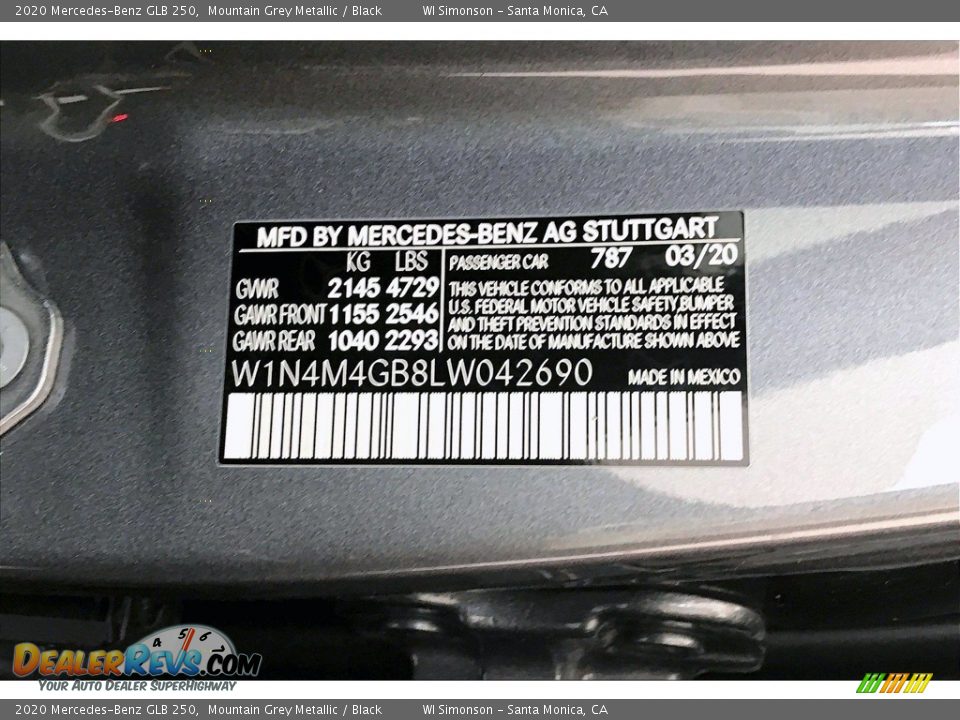 2020 Mercedes-Benz GLB 250, Mountain Grey Metallic / Black WI Simonson - Santa Monica, CA
MFD BY MERCEDES-BENZ AG STUTTGART
KG LBS PASSENGER CAR 787 03/20
GVWR 2145 4729 THIS VEHICLE CONFORMS TO ALL APPLICABLE
GAWR FRONT 1155 2546 U.S. FEDERAL MOTOR VEHICLE SAFETY, BUMPER
AND THEFT PREVENTION STANDARDS IN EFFECT
GAWR REAR 1040 2293 ON THE DATE OF MANUFACTURE SHOWN ABOVE
W1N4M4GB8LW042690 MADE IN MEXICO
4 5 6
DEALERREVS.COM
YOUR AUTO DEALER SUPERHIGHWAY
2020 Mercedes-Benz GLB 250, Mountain Grey Metallic / Black WI Simonson - Santa Monica, CA